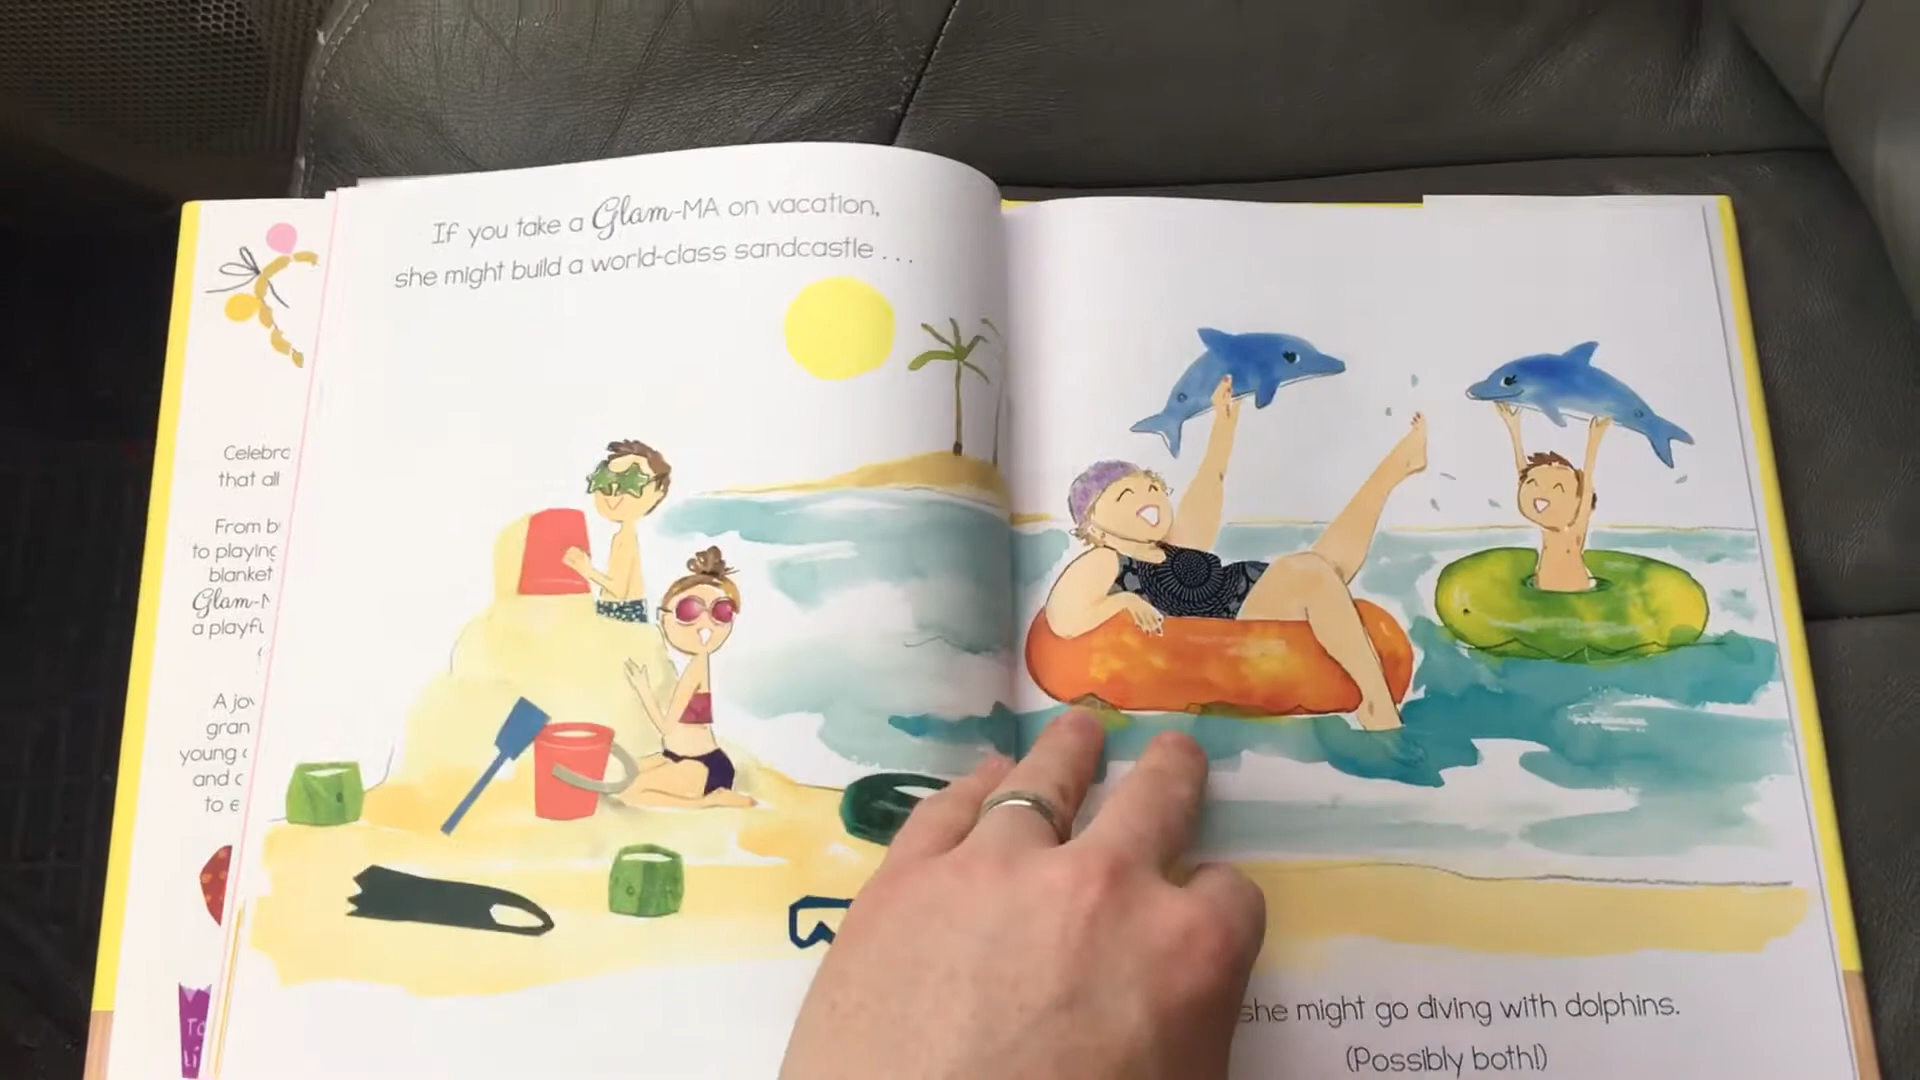 If you take a Glam-MA on vacation,
she might build a world-class sandcastle . . .
Celebra
that all
From b
to playing
blanket
Glam-M
a playfu
A joy
gran
young
and
to e
she might go diving with dolphins.
(Possibly both!)